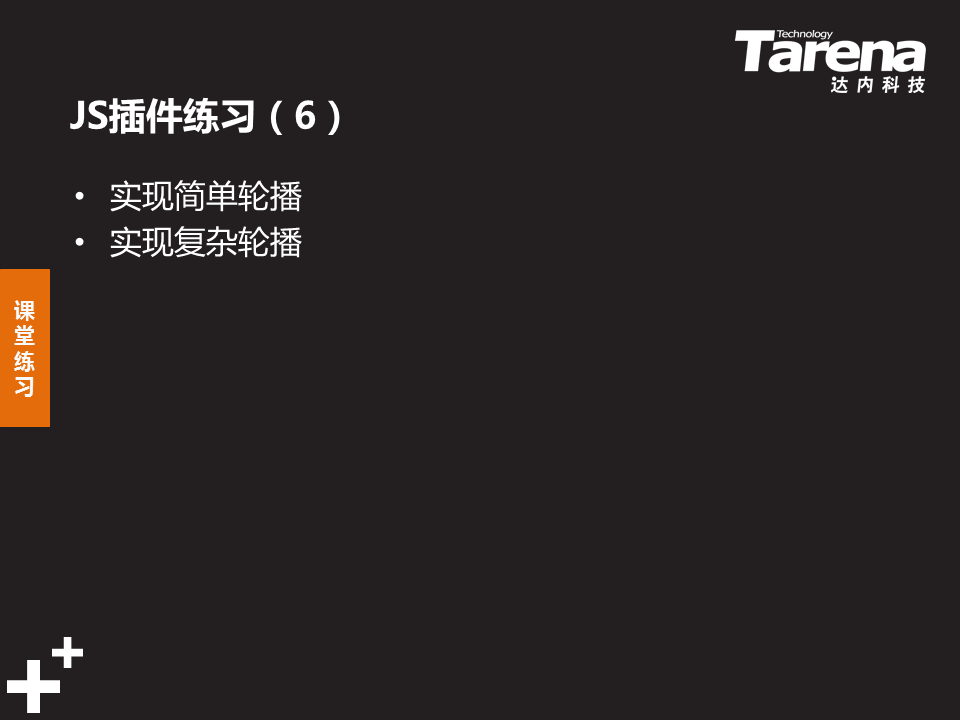 Technology
Tarena
达内科技
JS插件练习（6）
• 实现简单轮播
• 实现复杂轮播
课
堂
练
习